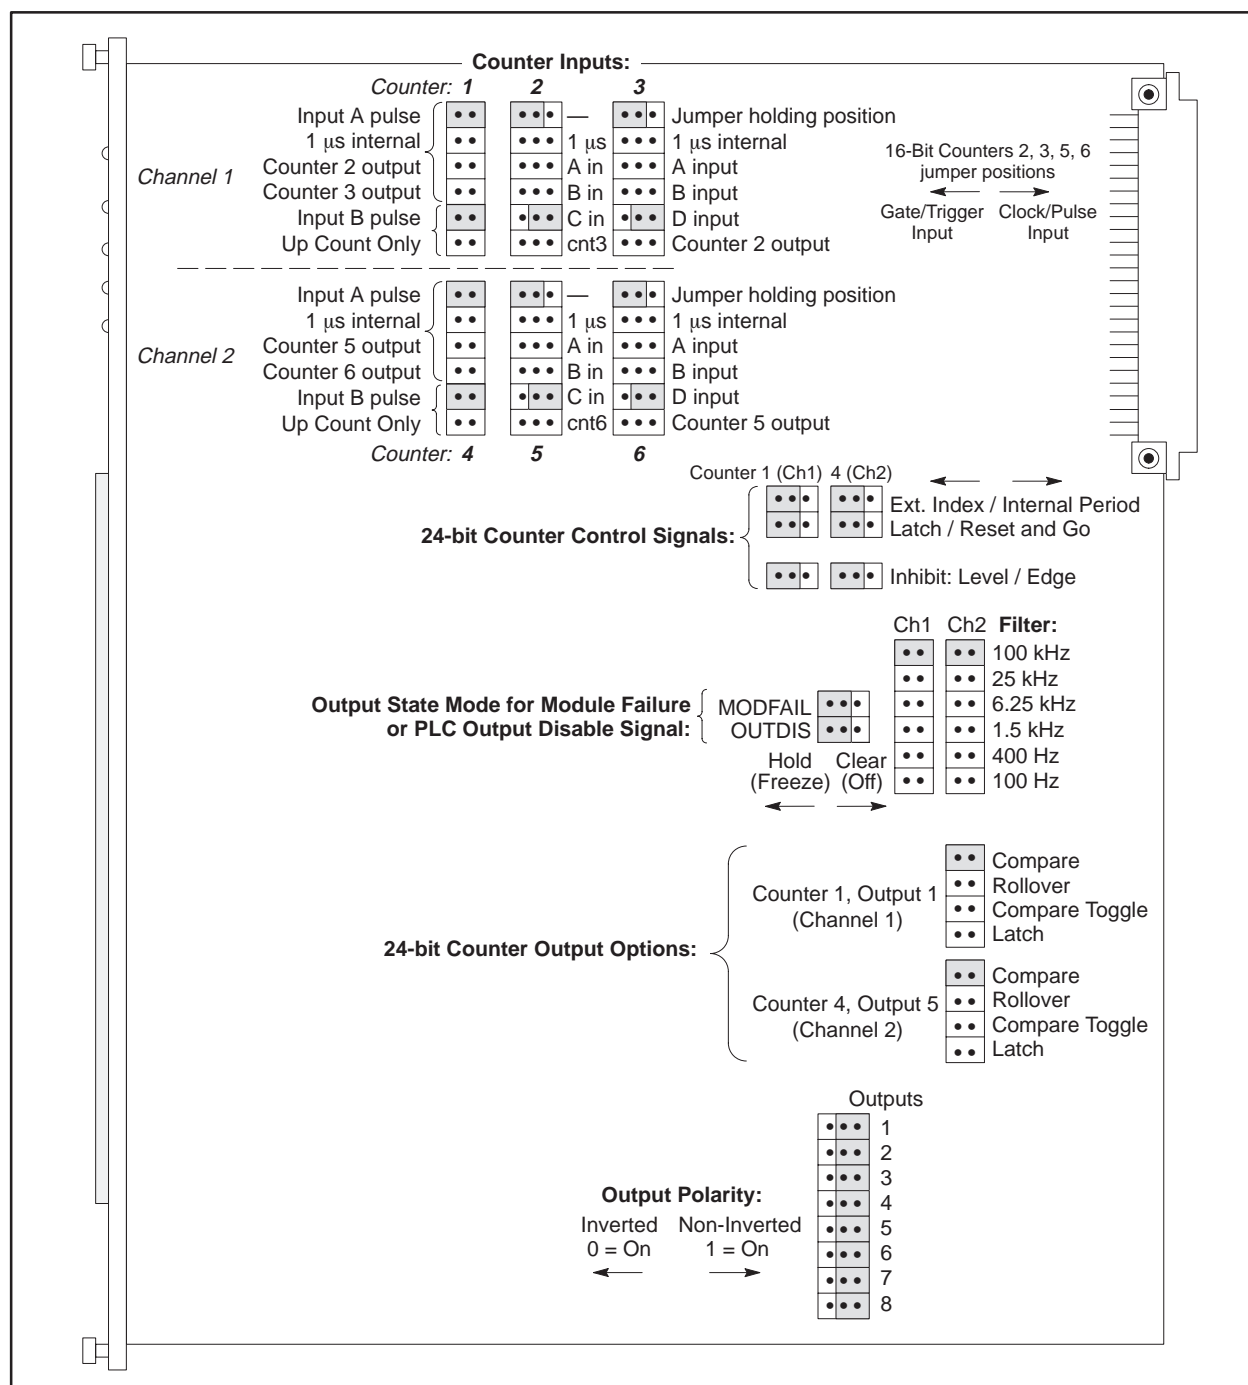 Counter Inputs:
Counter: 1 2 3
Input A pulse — Jumper holding position
1 μs internal 1 μs 1 μs internal
Counter 2 output A in A input
Counter 3 output B in B input
Input B pulse C in D input
Up Count Only cnt3 Counter 2 output
Channel 1
16-Bit Counters 2, 3, 5, 6
jumper positions
Gate/Trigger Clock/Pulse
Input Input
Input A pulse — Jumper holding position
1 μs internal 1 μs 1 μs internal
Counter 5 output A in A input
Counter 6 output B in B input
Input B pulse C in D input
Up Count Only cnt6 Counter 5 output
Channel 2
Counter: 4 5 6
Counter 1 (Ch1) 4 (Ch2)
Ext. Index / Internal Period
24-bit Counter Control Signals: Latch / Reset and Go
Inhibit: Level / Edge
Ch1 Ch2 Filter:
100 kHz
25 kHz
6.25 kHz
1.5 kHz
400 Hz
100 Hz
Output State Mode for Module Failure
or PLC Output Disable Signal:
MODFAIL
OUTDIS
Hold Clear
(Freeze) (Off)
24-bit Counter Output Options:
Counter 1, Output 1
(Channel 1)
Compare
Rollover
Compare Toggle
Latch
Counter 4, Output 5
(Channel 2)
Compare
Rollover
Compare Toggle
Latch
Outputs
1
2
3
4
5
6
7
8
Output Polarity:
Inverted Non-Inverted
0 = On 1 = On